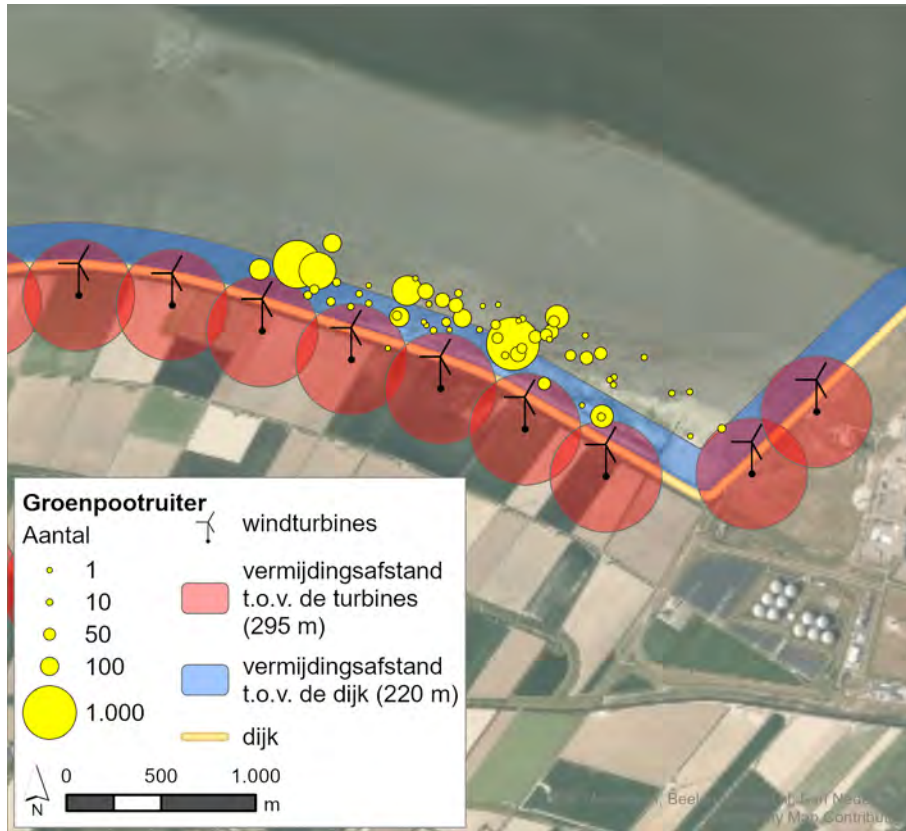 Groenpootruiter
Aantal
1
10
50
100
1.000
windturbines
vermijdingsafstand
t.o.v. de turbines
(295 m)
vermijdingsafstand
t.o.v. de dijk (220 m)
dijk
0 500 1.000
m
N